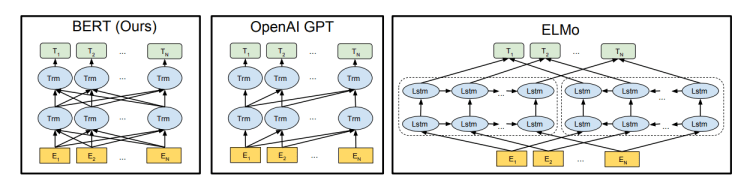 BERT (Ours)
T1 T2 ... TN
Trm Trm ... Trm
Trm Trm ... Trm
E1 E2 ... EN
OpenAI GPT
T1 T2 ... TN
Trm Trm ... Trm
Trm Trm ... Trm
E1 E2 ... EN
ELMo
T1 T2 ... TN
Lstm Lstm ... Lstm Lstm Lstm ... Lstm
Lstm Lstm ... Lstm Lstm Lstm ... Lstm
E1 E2 ... EN